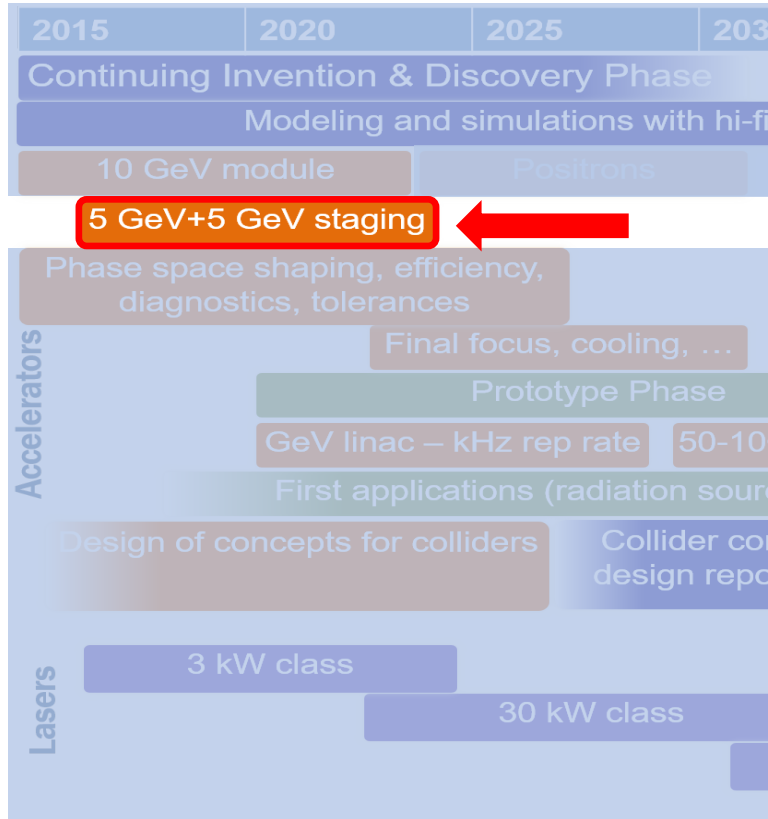 2015 2020 2025 203
Continuing Invention & Discovery Phase
Modeling and simulations with hi-fi
10 GeV module Positrons
5 GeV+5 GeV staging
Phase space shaping, efficiency,
diagnostics, tolerances
Final focus, cooling, …
Prototype Phase
GeV linac – kHz rep rate 50-10
First applications (radiation sour
Design of concepts for colliders
Collider co
design repo
Accelerators
3 kW class
30 kW class
Lasers